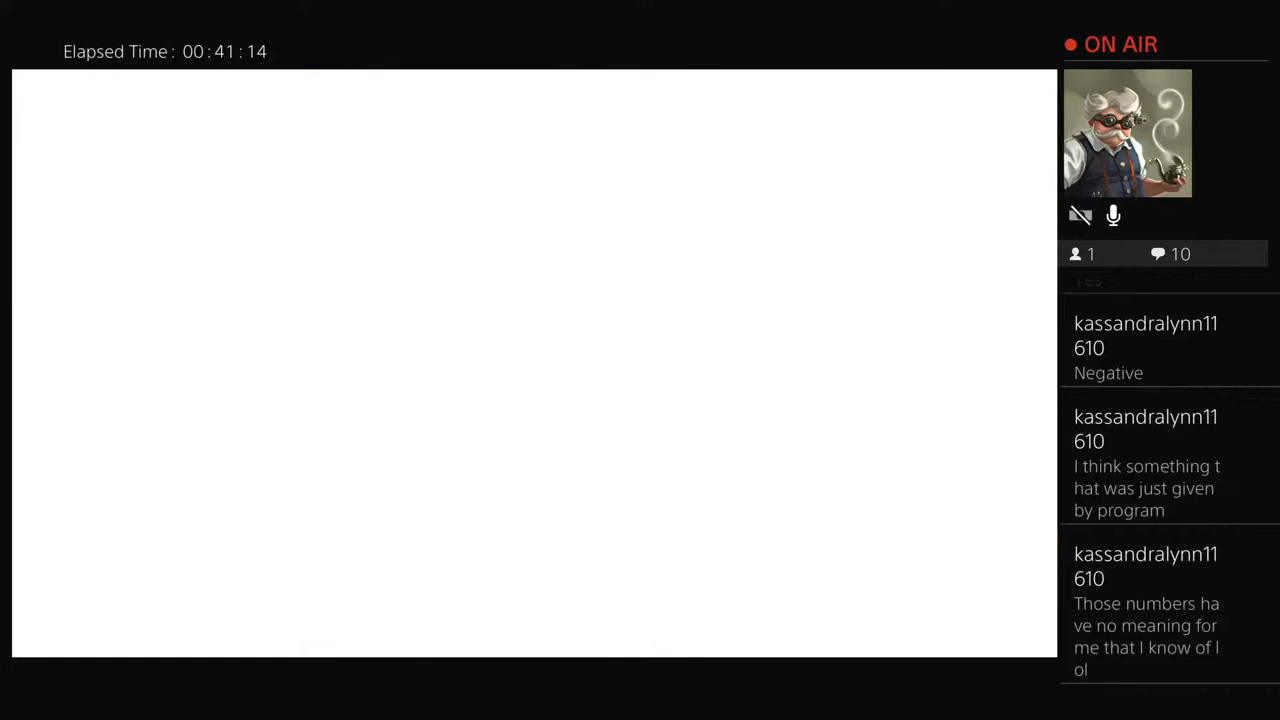 Elapsed Time: 00:41:14
ON AIR
1 10
Yes
kassandralynn11
610
Negative
kassandralynn11
610
I think something t
hat was just given
by program
kassandralynn11
610
Those numbers ha
ve no meaning for
me that I know of l
ol